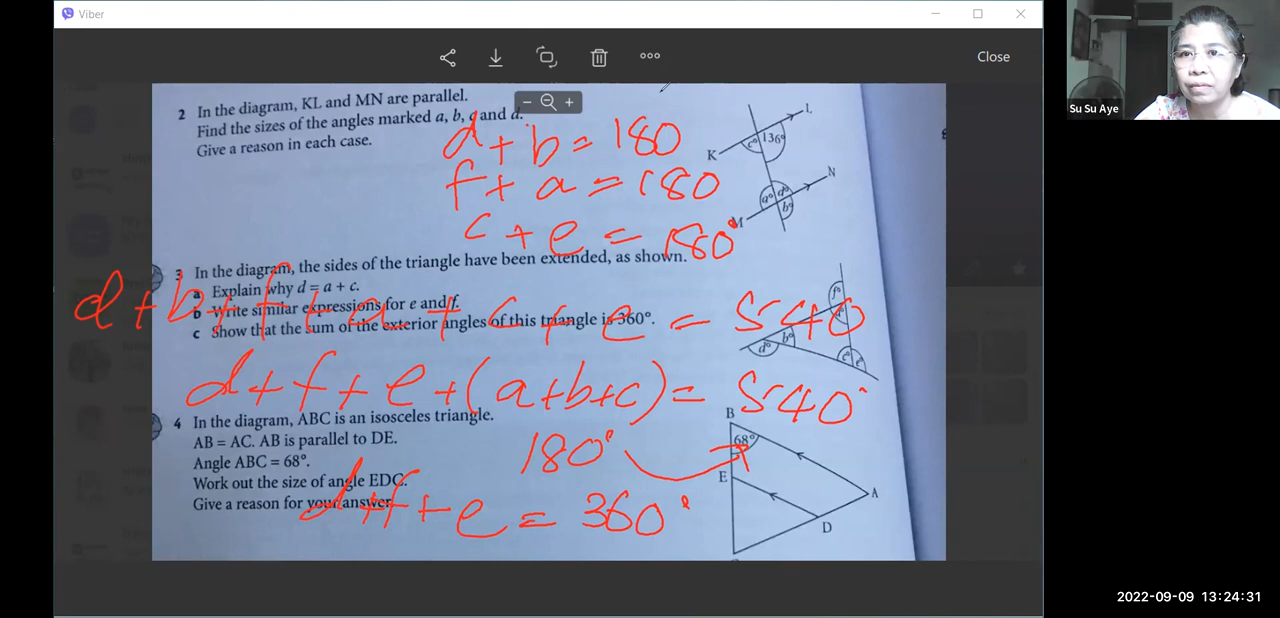 Viber
Close
Su Su Aye
2 In the diagram, KL and MN are parallel.
Find the sizes of the angles marked a, b, c and d.
Give a reason in each case.
d + b = 180
f + a = 180
c + e = 180°
L
136°
c°
K
N
a° d°
b°
M
3 In the diagram, the sides of the triangle have been extended, as shown.
a Explain why d = a + c.
b Write similar expressions for e and f.
c Show that the sum of the exterior angles of this triangle is 360°.
d + b + f + a + c + e = 540
f°
d° b°
c° e°
d + f + e + (a+b+c) = 540°
4 In the diagram, ABC is an isosceles triangle.
AB = AC. AB is parallel to DE.
Angle ABC = 68°.
Work out the size of angle EDC.
Give a reason for your answer.
180°
d+f+e = 360°
B
68°
E
A
D
2022-09-09 13:24:31